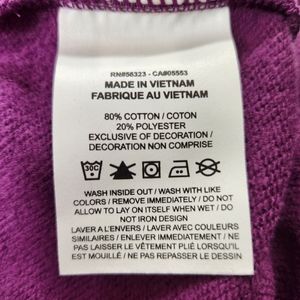 RN#56323 - CA#05553
MADE IN VIETNAM
FABRIQUE AU VIETNAM
80% COTTON / COTON
20% POLYESTER
EXCLUSIVE OF DECORATION /
DECORATION NON COMPRISE
30C
WASH INSIDE OUT / WASH WITH LIKE
COLORS / REMOVE IMMEDIATELY / DO NOT
ALLOW TO LAY ON ITSELF WHEN WET / DO
NOT IRON DESIGN
LAVER A L'ENVERS / LAVER AVEC COULEURS
SIMILAIRES / ENLEVER IMMEDIATEMENT / NE
PAS LAISSER LE VÊTEMENT PLIÉ LORSQU'IL
EST MOUILLÉ / NE PAS REPASSER LE DESSIN